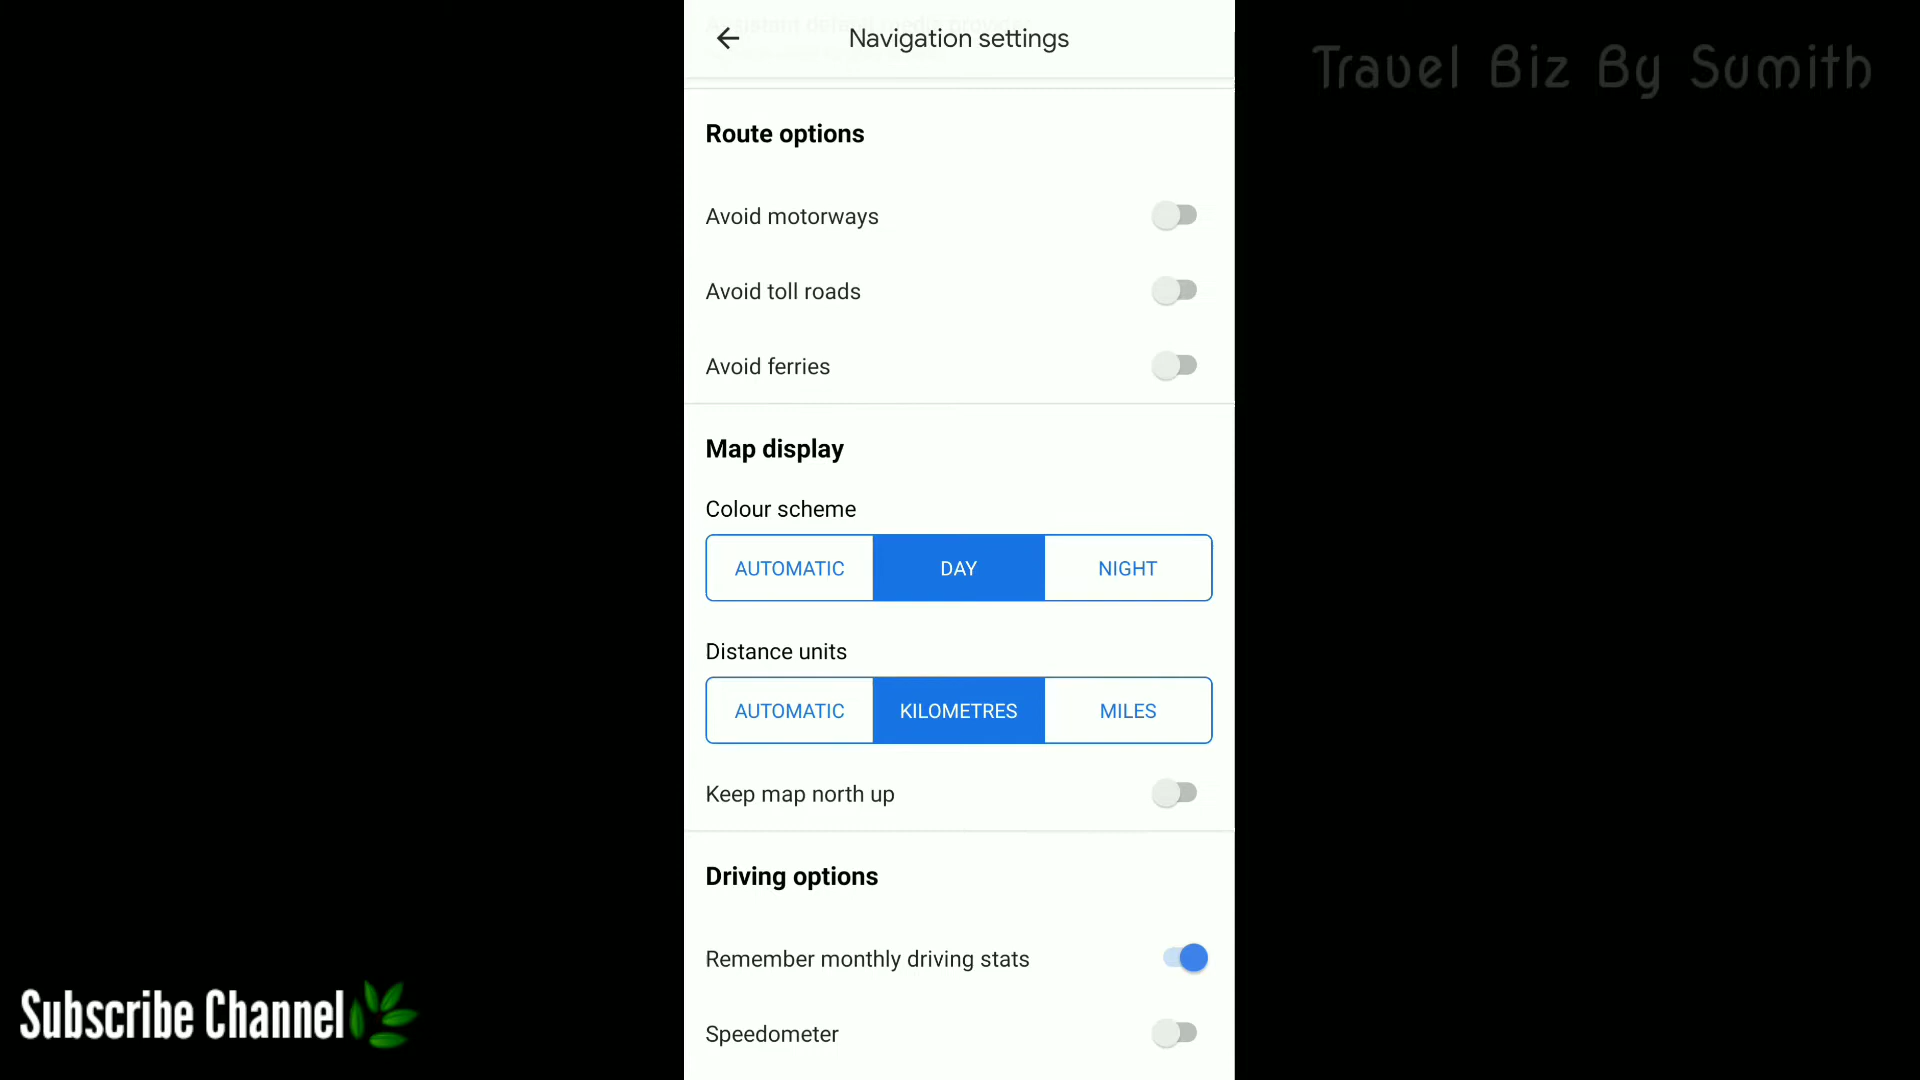 Navigation settings
Travel Biz By Sumith
Route options
Avoid motorways
Avoid toll roads
Avoid ferries
Map display
Colour scheme
AUTOMATIC DAY NIGHT
Distance units
AUTOMATIC KILOMETRES MILES
Keep map north up
Driving options
Remember monthly driving stats
Speedometer
Subscribe Channel